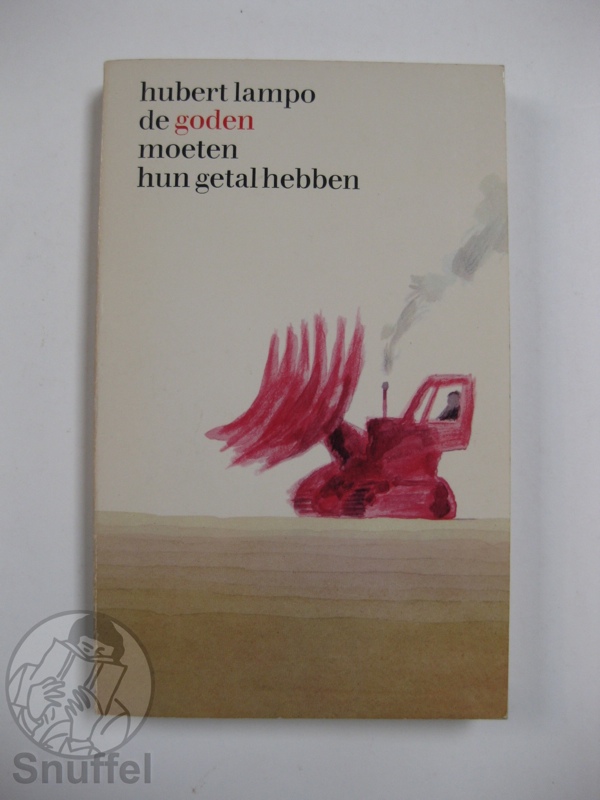 hubert lampo
de goden
moeten
hun getal hebben
Snuffel